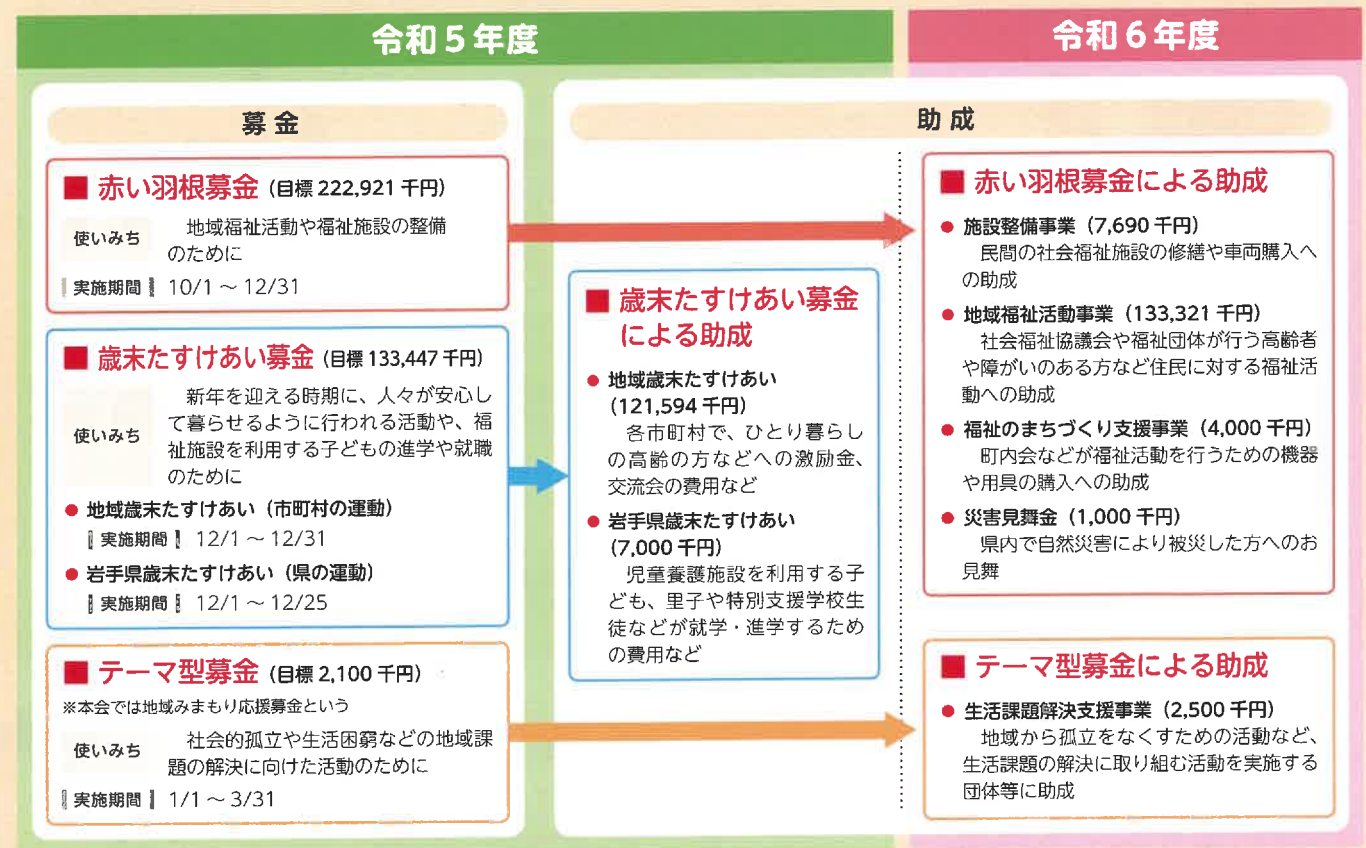 令和5年度
令和6年度
募金
助成
■ 赤い羽根募金 (目標 222,921 千円)
使いみち
地域福祉活動や福祉施設の整備
のために
実施期間 10/1 ~ 12/31
■ 歳末たすけあい募金 (目標 133,447 千円)
使いみち
新年を迎える時期に、人々が安心し
て暮らせるように行われる活動や、福
祉施設を利用する子どもの進学や就職
のために
● 地域歳末たすけあい(市町村の運動)
実施期間 12/1 ~ 12/31
● 岩手県歳末たすけあい(県の運動)
実施期間 12/1 ~ 12/25
■ テーマ型募金 (目標 2,100 千円)
※本会では地域みまもり応援募金という
使いみち
社会的孤立や生活困窮などの地域課
題の解決に向けた活動のために
実施期間 1/1 ~ 3/31
■ 歳末たすけあい募金
による助成
● 地域歳末たすけあい
(121,594 千円)
各市町村で、ひとり暮らし
の高齢の方などへの激励金、
交流会の費用など
● 岩手県歳末たすけあい
(7,000 千円)
児童養護施設を利用する子
ども、里子や特別支援学校生
徒などが就学・進学するため
の費用など
■ 赤い羽根募金による助成
● 施設整備事業(7,690 千円)
民間の社会福祉施設の修繕や車両購入へ
の助成
● 地域福祉活動事業(133,321 千円)
社会福祉協議会や福祉団体が行う高齢者
や障がいのある方など住民に対する福祉活
動への助成
● 福祉のまちづくり支援事業(4,000 千円)
町内会などが福祉活動を行うための機器
や用具の購入への助成
● 災害見舞金(1,000 千円)
県内で自然災害により被災した方へのお
見舞
■ テーマ型募金による助成
● 生活課題解決支援事業(2,500 千円)
地域から孤立をなくすための活動など、
生活課題の解決に取り組む活動を実施する
団体等に助成